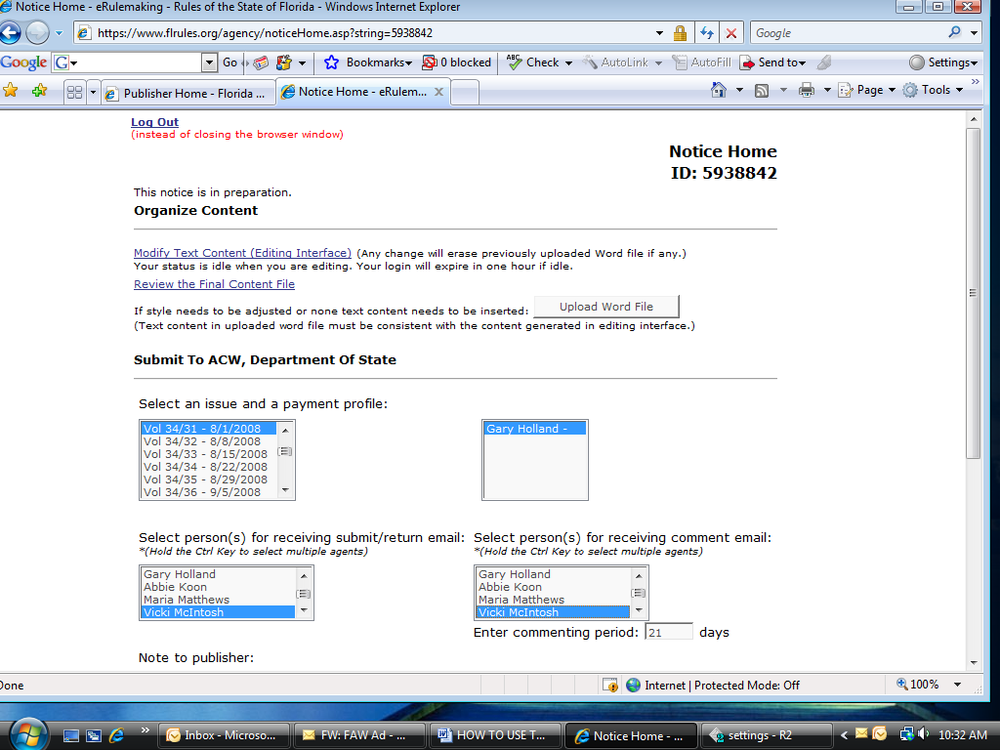 Notice Home - eRulemaking - Rules of the State of Florida - Windows Internet Explorer
https://www.flrules.org/agency/noticeHome.asp?string=5938842
Google
Google G Go Bookmarks 0 blocked ABC Check AutoLink AutoFill Send to Settings
Publisher Home - Florida ... Notice Home - eRulem... Page Tools »
Log Out
(instead of closing the browser window)
Notice Home
ID: 5938842
This notice is in preparation.
Organize Content
Modify Text Content (Editing Interface) (Any change will erase previously uploaded Word file if any.)
Your status is idle when you are editing. Your login will expire in one hour if idle.
Review the Final Content File
If style needs to be adjusted or none text content needs to be inserted: Upload Word File
(Text content in uploaded word file must be consistent with the content generated in editing interface.)
Submit To ACW, Department Of State
Select an issue and a payment profile:
Vol 34/31 - 8/1/2008 Gary Holland -
Vol 34/32 - 8/8/2008
Vol 34/33 - 8/15/2008
Vol 34/34 - 8/22/2008
Vol 34/35 - 8/29/2008
Vol 34/36 - 9/5/2008
Select person(s) for receiving submit/return email: Select person(s) for receiving comment email:
*(Hold the Ctrl Key to select multiple agents) *(Hold the Ctrl Key to select multiple agents)
Gary Holland Gary Holland
Abbie Koon Abbie Koon
Maria Matthews Maria Matthews
Vicki McIntosh Vicki McIntosh
Enter commenting period: 21 days
Note to publisher:
Done Internet | Protected Mode: Off 100%
» Inbox - Microso... FW: FAW Ad - ... HOW TO USE T... Notice Home - ... settings - R2 10:32 AM